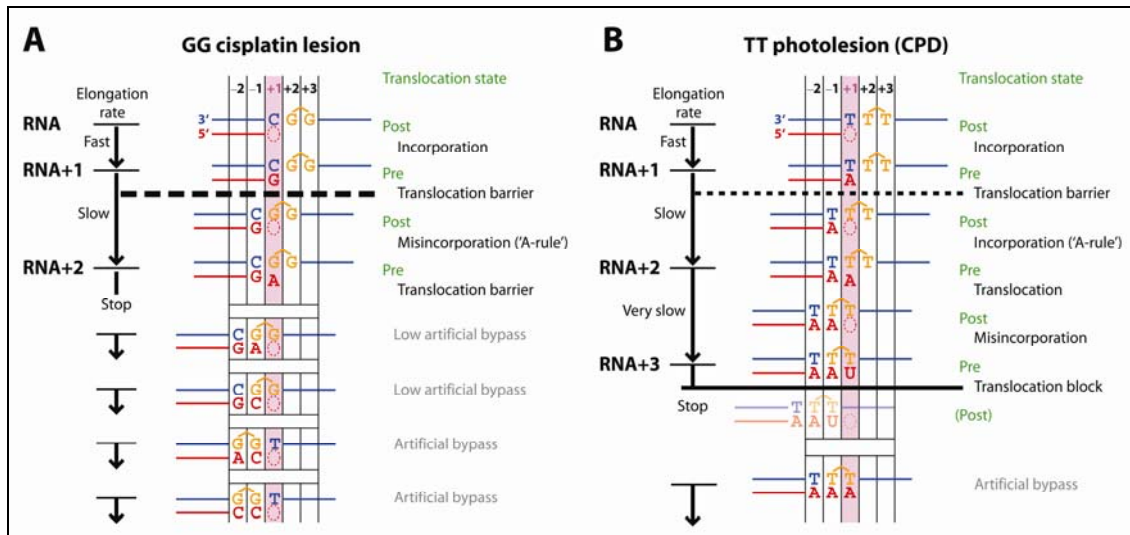 A
GG cisplatin lesion
Translocation state
−2 −1 +1 +2 +3
Elongation
rate
RNA
3′ C G G
5′
Post
Incorporation
Fast
RNA+1
C G G
G
Pre
Translocation barrier
Slow
C G G
G
Post
Misincorporation ('A-rule')
RNA+2
C G G
G A
Pre
Translocation barrier
Stop
C G G
G A
Low artificial bypass
C G G
G C
Low artificial bypass
G G T
A C
Artificial bypass
G G T
C C
Artificial bypass
B
TT photolesion (CPD)
Translocation state
−2 −1 +1 +2 +3
Elongation
rate
RNA
3′ T T T
5′
Post
Incorporation
Fast
RNA+1
T T T
A
Pre
Translocation barrier
Slow
T T T
A
Post
Incorporation ('A-rule')
RNA+2
T T T
A A
Pre
Translocation
Very slow
T T T
A A
Post
Misincorporation
RNA+3
T T T
A A U
Pre
Translocation block
Stop
T T T
A A U
(Post)
T T T
A A A
Artificial bypass